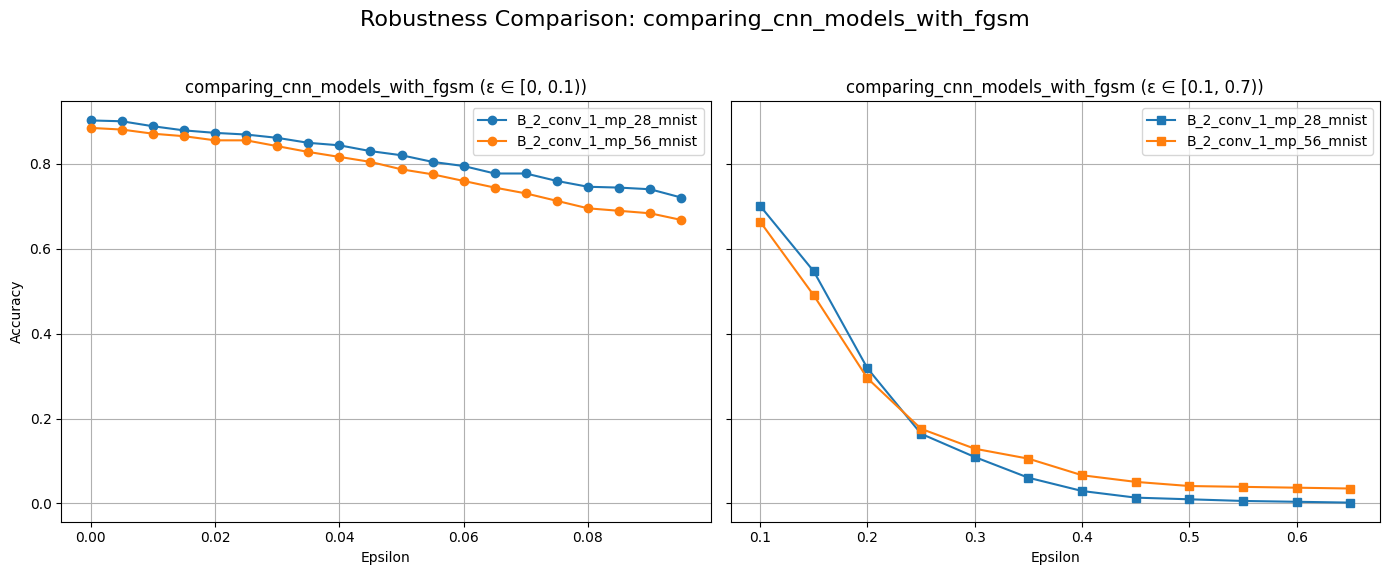 Robustness Comparison: comparing_cnn_models_with_fgsm
comparing_cnn_models_with_fgsm (ε ∈ [0, 0.1))
B_2_conv_1_mp_28_mnist
B_2_conv_1_mp_56_mnist
Accuracy
0.8
0.6
0.4
0.2
0.0
0.00 0.02 0.04 0.06 0.08
Epsilon
comparing_cnn_models_with_fgsm (ε ∈ [0.1, 0.7))
B_2_conv_1_mp_28_mnist
B_2_conv_1_mp_56_mnist
0.1 0.2 0.3 0.4 0.5 0.6
Epsilon